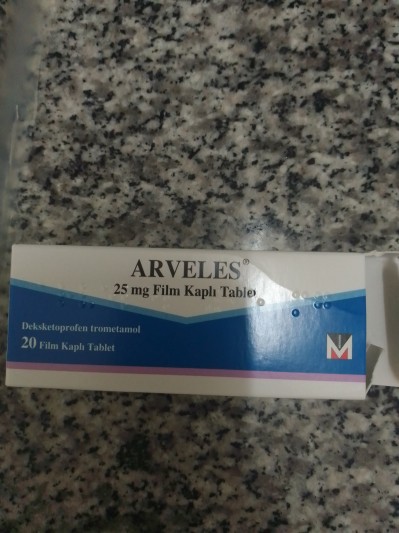 ARVELES®
25 mg Film Kaplı Tablet
Deksketoprofen trometamol
20 Film Kaplı Tablet